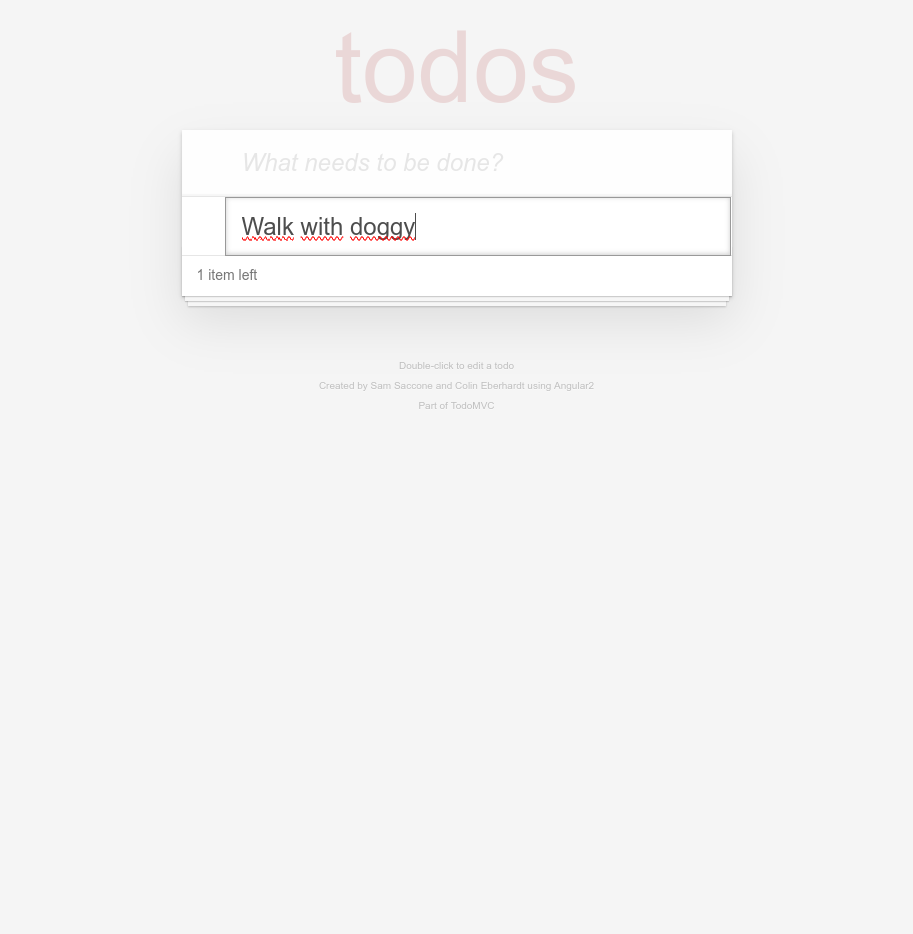 todos
What needs to be done?
Walk with doggy
1 item left
Double-click to edit a todo
Created by Sam Saccone and Colin Eberhardt using Angular2
Part of TodoMVC